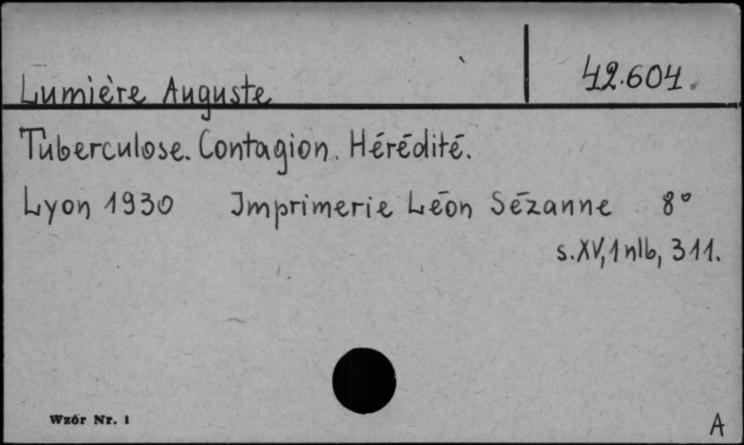 Lumière Auguste
42.604.
Tuberculose. Contagion. Hérédité.
Lyon 1930 Imprimerie Léon Sézanne 8°
s. XV, 1 nlb, 311.
Wzór Nr. 1
A